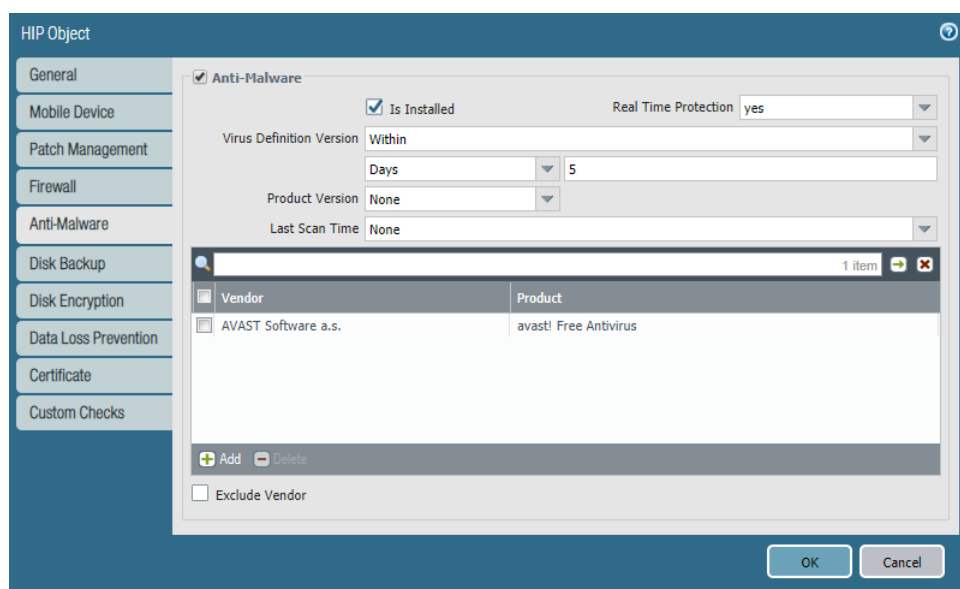 HIP Object
General
Mobile Device
Patch Management
Firewall
Anti-Malware
Disk Backup
Disk Encryption
Data Loss Prevention
Certificate
Custom Checks
Anti-Malware
Is Installed Real Time Protection yes
Virus Definition Version Within
Days 5
Product Version None
Last Scan Time None
1 item
Vendor Product
AVAST Software a.s. avast! Free Antivirus
Add Delete
Exclude Vendor
OK Cancel